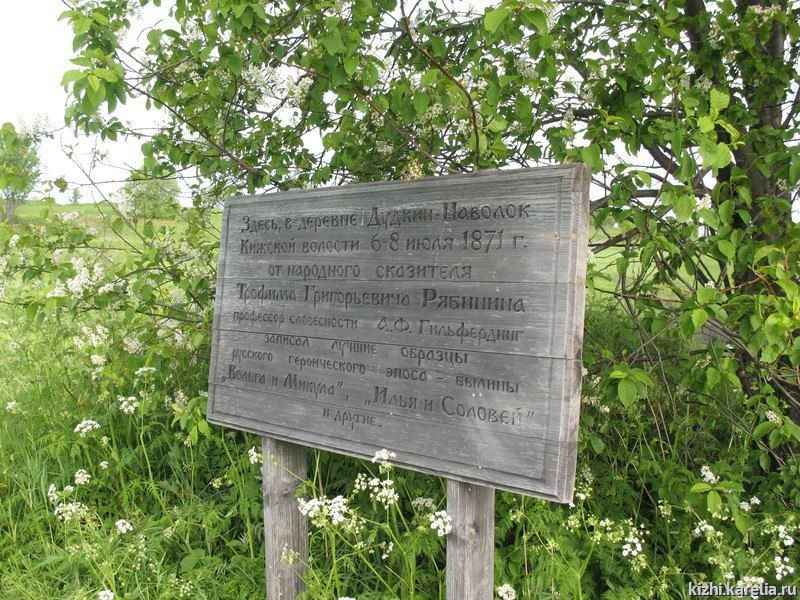 Здесь, в деревне Дудкин-Наволок
Кижской волости 6-8 июля 1871 г.
от народного сказителя
Трофима Григорьевича Рябинина
профессор словесности А.Ф. Гильфердинг
записал лучшие образцы
русского героического эпоса - былины
„Вольга и Микула", „Илья и Соловей"
и другие.
kizhi.karelia.ru